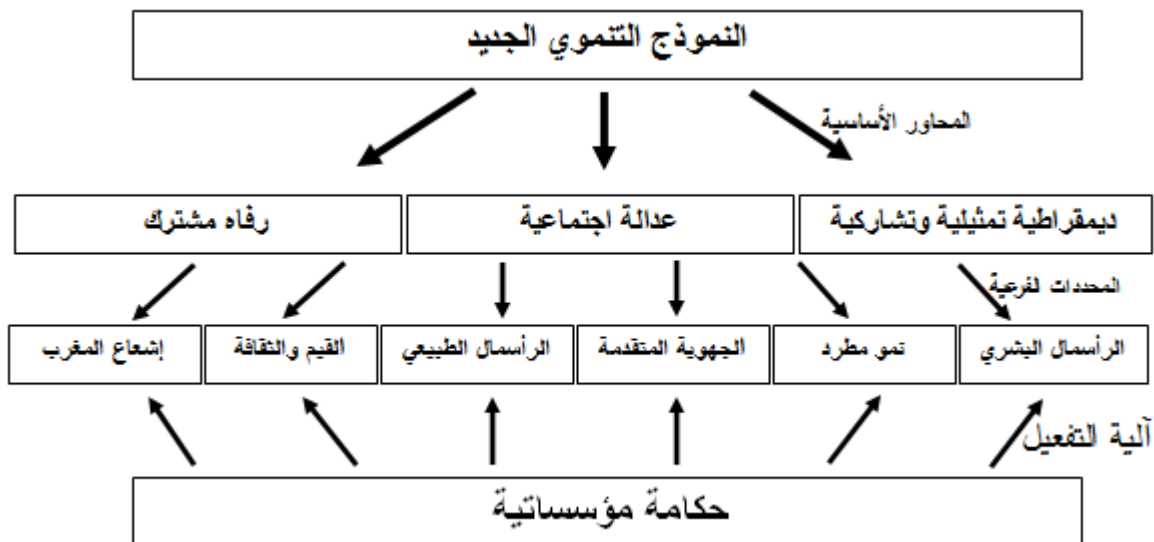 النموذج التنموي الجديد
المحاور الأساسية
ديمقراطية تمثيلية وتشاركية
عدالة اجتماعية
رفاه مشترك
المحددات الفرعية
الرأسمال البشري
نمو مطرد
الجهوية المتقدمة
الرأسمال الطبيعي
القيم والثقافة
إشعاع المغرب
آلية التفعيل
حكامة مؤسساتية